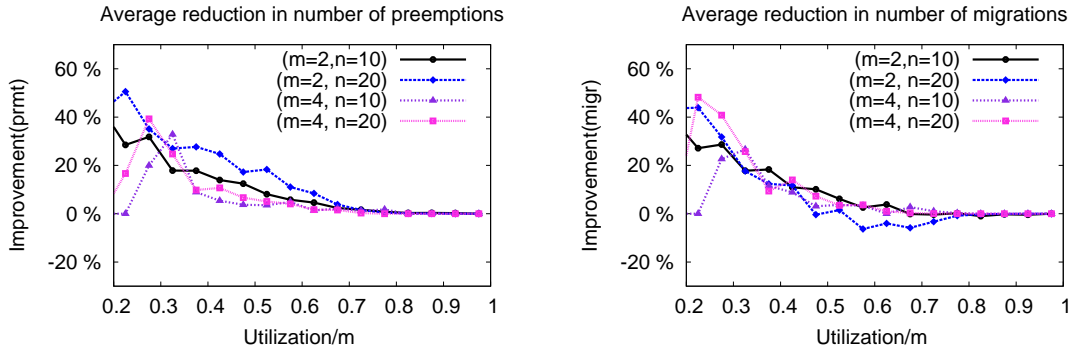 Average reduction in number of preemptions
Improvement(prmt)
60 %
40 %
20 %
0 %
-20 %
(m=2,n=10)
(m=2, n=20)
(m=4, n=10)
(m=4, n=20)
0.2 0.3 0.4 0.5 0.6 0.7 0.8 0.9 1
Utilization/m
Average reduction in number of migrations
Improvement(migr)
60 %
40 %
20 %
0 %
-20 %
(m=2,n=10)
(m=2, n=20)
(m=4, n=10)
(m=4, n=20)
0.2 0.3 0.4 0.5 0.6 0.7 0.8 0.9 1
Utilization/m